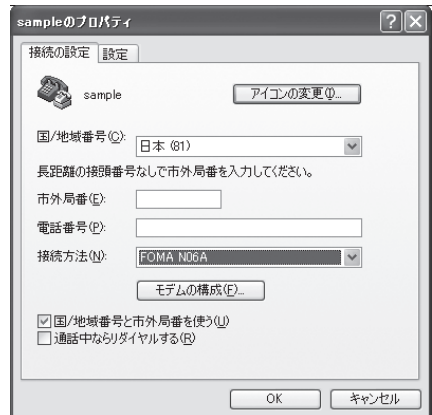 sampleのプロパティ
接続の設定 設定
sample アイコンの変更(I)...
国/地域番号(C): 日本 (81)
長距離の接頭番号なしで市外局番を入力してください。
市外局番(E):
電話番号(P):
接続方法(N): FOMA N06A
モデムの構成(F)...
国/地域番号と市外局番を使う(U)
通話中ならリダイヤルする(R)
OK キャンセル